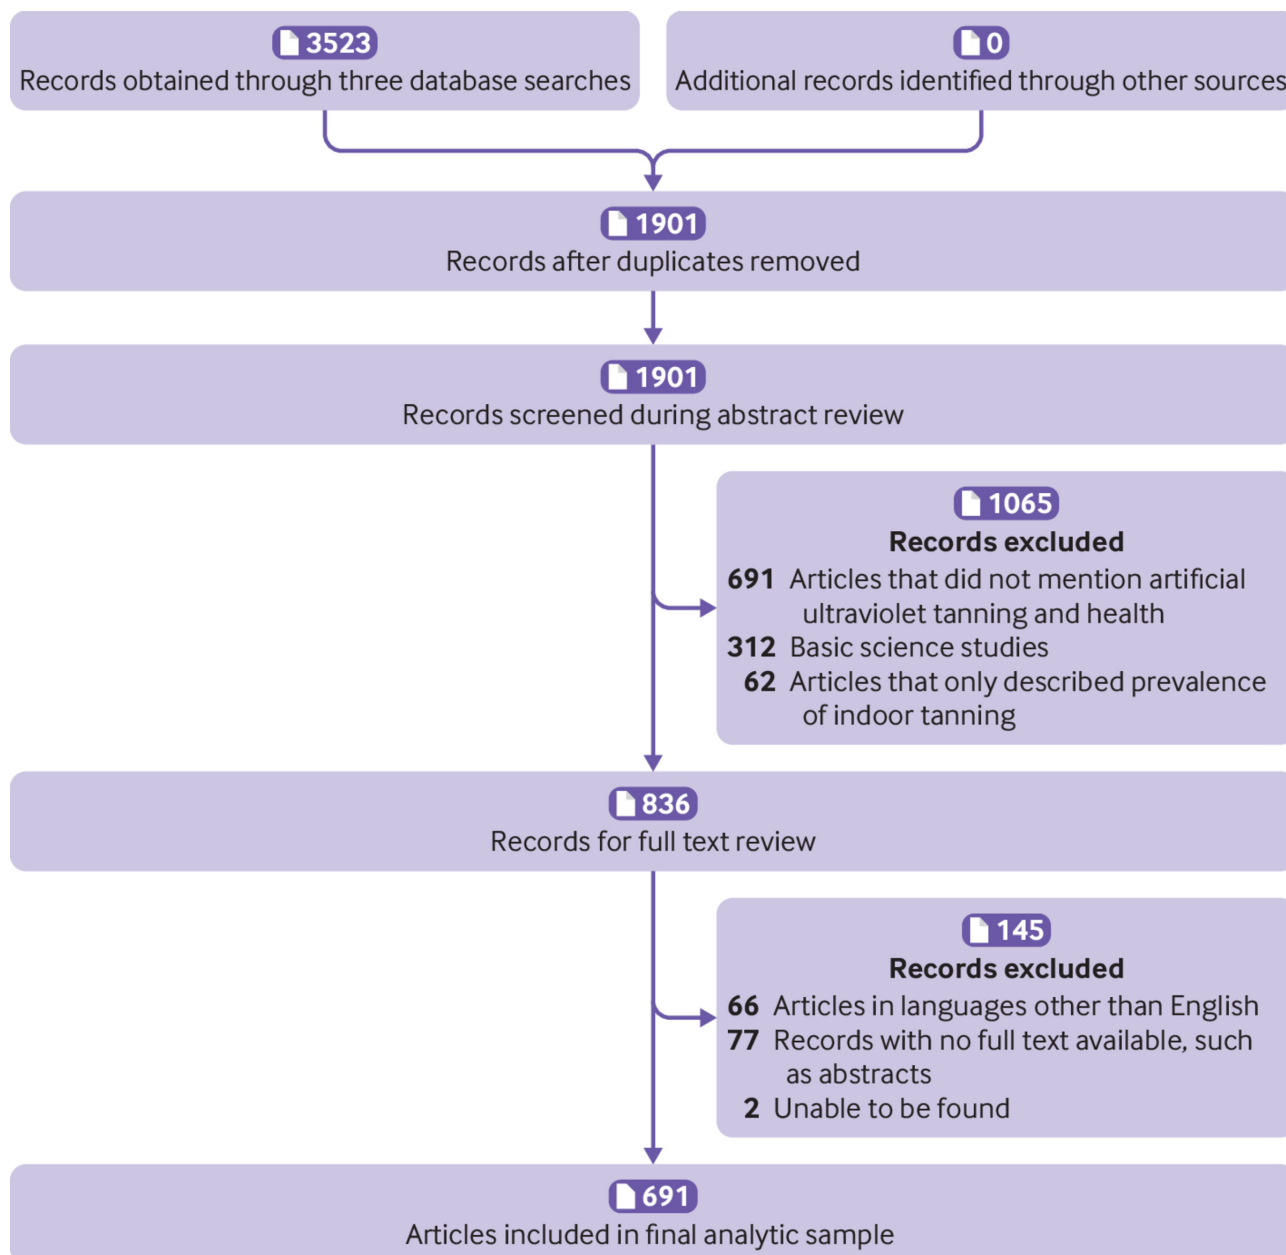 3523
Records obtained through three database searches
0
Additional records identified through other sources
1901
Records after duplicates removed
1901
Records screened during abstract review
1065
Records excluded
691 Articles that did not mention artificial
ultraviolet tanning and health
312 Basic science studies
62 Articles that only described prevalence
of indoor tanning
836
Records for full text review
145
Records excluded
66 Articles in languages other than English
77 Records with no full text available, such
as abstracts
2 Unable to be found
691
Articles included in final analytic sample